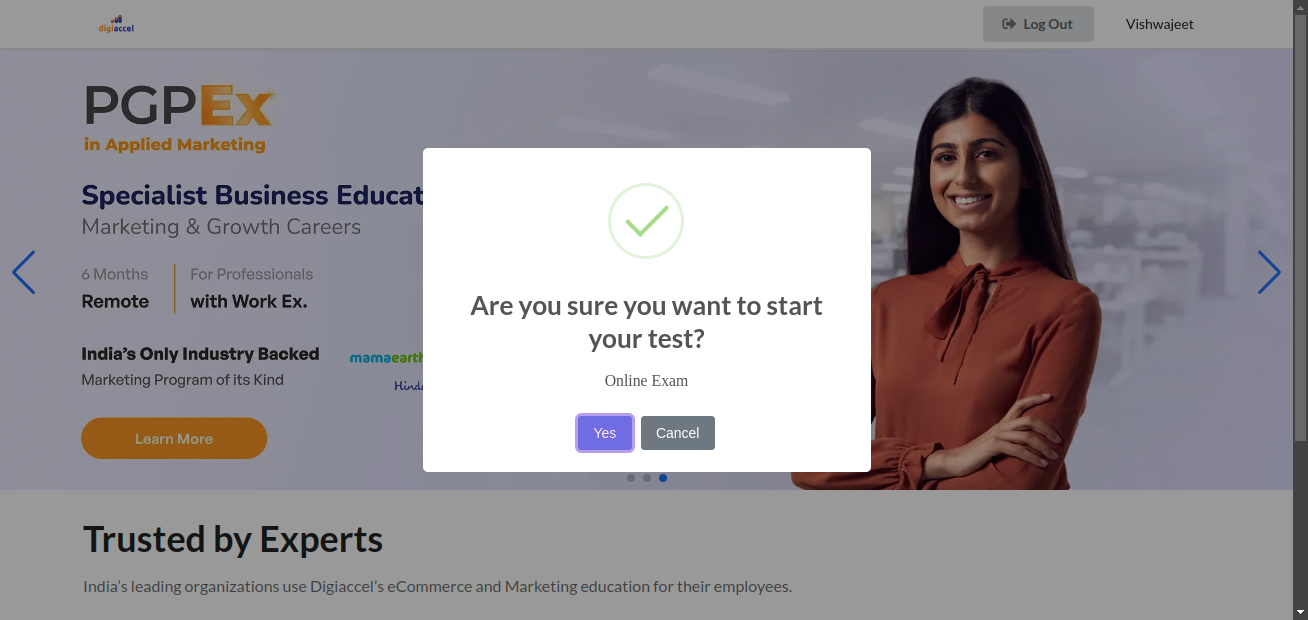 digiaccel
Log Out
Vishwajeet
PGPEx
in Applied Marketing
Specialist Business Educat
Marketing & Growth Careers
6 Months
For Professionals
Remote
with Work Ex.
India's Only Industry Backed
Marketing Program of its Kind
mamaearth
Learn More
Are you sure you want to start
your test?
Online Exam
Yes
Cancel
Trusted by Experts
India's leading organizations use Digiaccel's eCommerce and Marketing education for their employees.